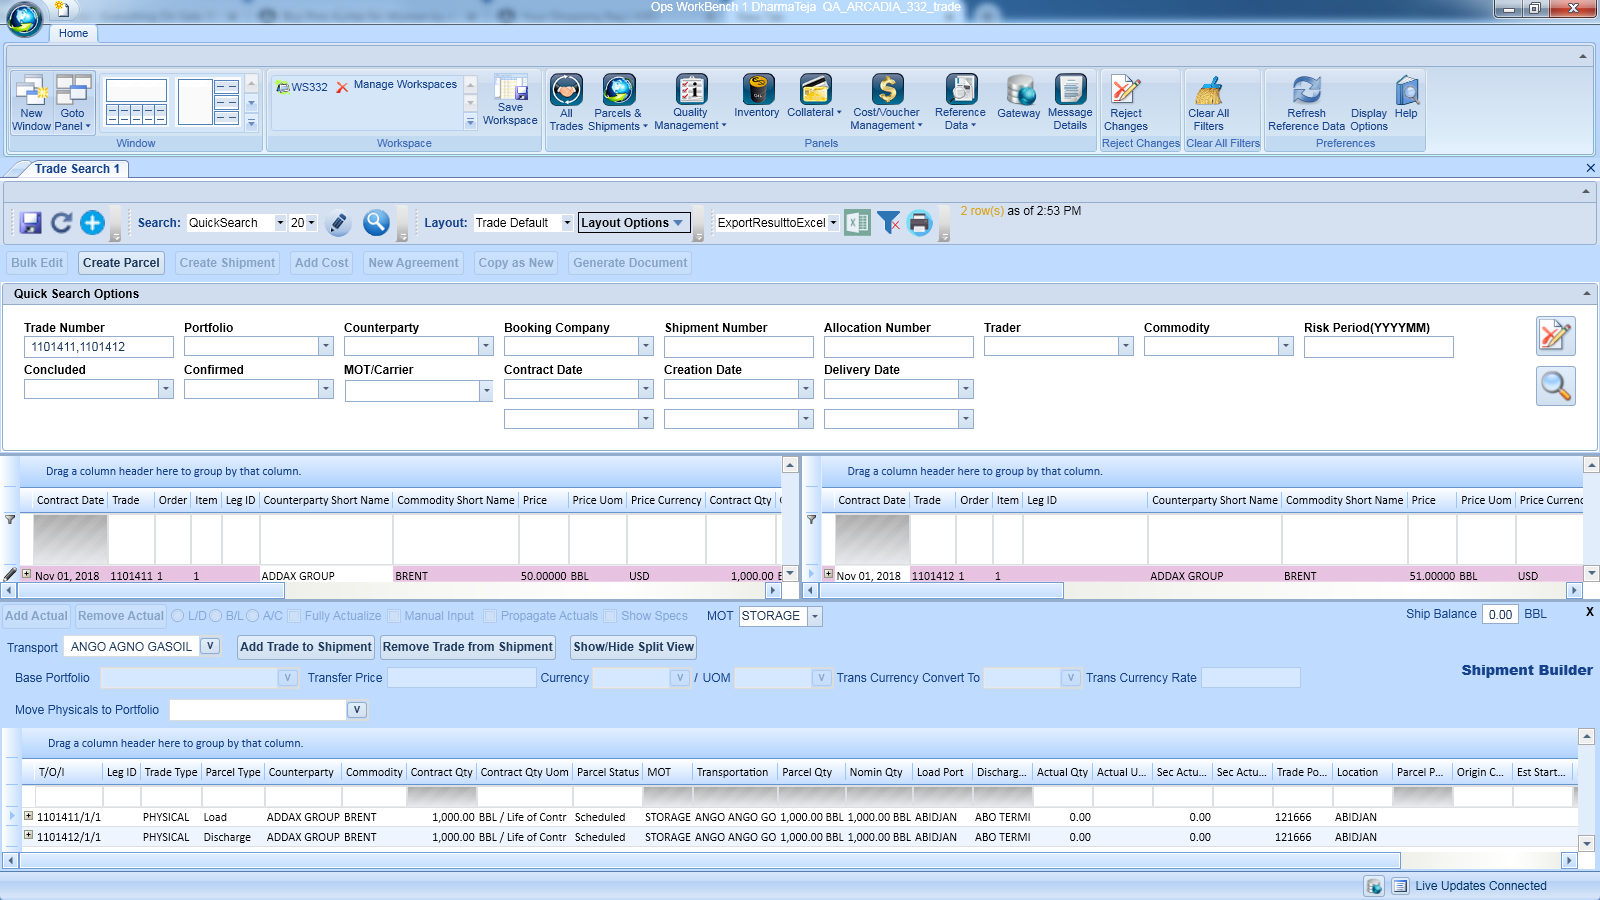 Ops WorkBench 1 DharmaTeja QA_ARCADIA_332_trade
Home
New Window
Goto Panel
Window
WS332
Manage Workspaces
Save Workspace
Workspace
All Trades
Parcels & Shipments
Quality Management
Inventory
Collateral
Cost/Voucher Management
Reference Data
Gateway
Message Details
Panels
Reject Changes
Reject Changes
Clear All Filters
Clear All Filters
Refresh Reference Data
Display Options
Help
Preferences
Trade Search 1
Search: QuickSearch 20 Layout: Trade Default Layout Options ExportResulttoExcel 2 row(s) as of 2:53 PM
Bulk Edit Create Parcel Create Shipment Add Cost New Agreement Copy as New Generate Document
Quick Search Options
Trade Number Portfolio Counterparty Booking Company Shipment Number Allocation Number Trader Commodity Risk Period(YYYYMM)
1101411,1101412
Concluded Confirmed MOT/Carrier Contract Date Creation Date Delivery Date
Drag a column header here to group by that column.
Contract Date Trade Order Item Leg ID Counterparty Short Name Commodity Short Name Price Price Uom Price Currency Contract Qty
Nov 01, 2018 1101411 1 1 ADDAX GROUP BRENT 50.00000 BBL USD 1,000.00
Drag a column header here to group by that column.
Contract Date Trade Order Item Leg ID Counterparty Short Name Commodity Short Name Price Price Uom Price Currenc
Nov 01, 2018 1101412 1 1 ADDAX GROUP BRENT 51.00000 BBL USD
Add Actual Remove Actual L/D B/L A/C Fully Actualize Manual Input Propagate Actuals Show Specs MOT STORAGE Ship Balance 0.00 BBL X
Transport ANGO AGNO GASOIL V Add Trade to Shipment Remove Trade from Shipment Show/Hide Split View
Shipment Builder
Base Portfolio V Transfer Price Currency V / UOM V Trans Currency Convert To V Trans Currency Rate
Move Physicals to Portfolio V
Drag a column header here to group by that column.
T/O/I Leg ID Trade Type Parcel Type Counterparty Commodity Contract Qty Contract Qty Uom Parcel Status MOT Transportation Parcel Qty Nomin Qty Load Port Discharg... Actual Qty Actual U... Sec Actu... Sec Actu... Trade Po... Location Parcel P... Origin C... Est Start...
1101411/1/1 PHYSICAL Load ADDAX GROUP BRENT 1,000.00 BBL / Life of Contr Scheduled STORAGE ANGO ANGO GO 1,000.00 BBL 1,000.00 BBL ABIDJAN ABO TERMI 0.00 0.00 121666 ABIDJAN
1101412/1/1 PHYSICAL Discharge ADDAX GROUP BRENT 1,000.00 BBL / Life of Contr Scheduled STORAGE ANGO ANGO GO 1,000.00 BBL 1,000.00 BBL ABIDJAN ABO TERMI 0.00 0.00 121666 ABIDJAN
Live Updates Connected